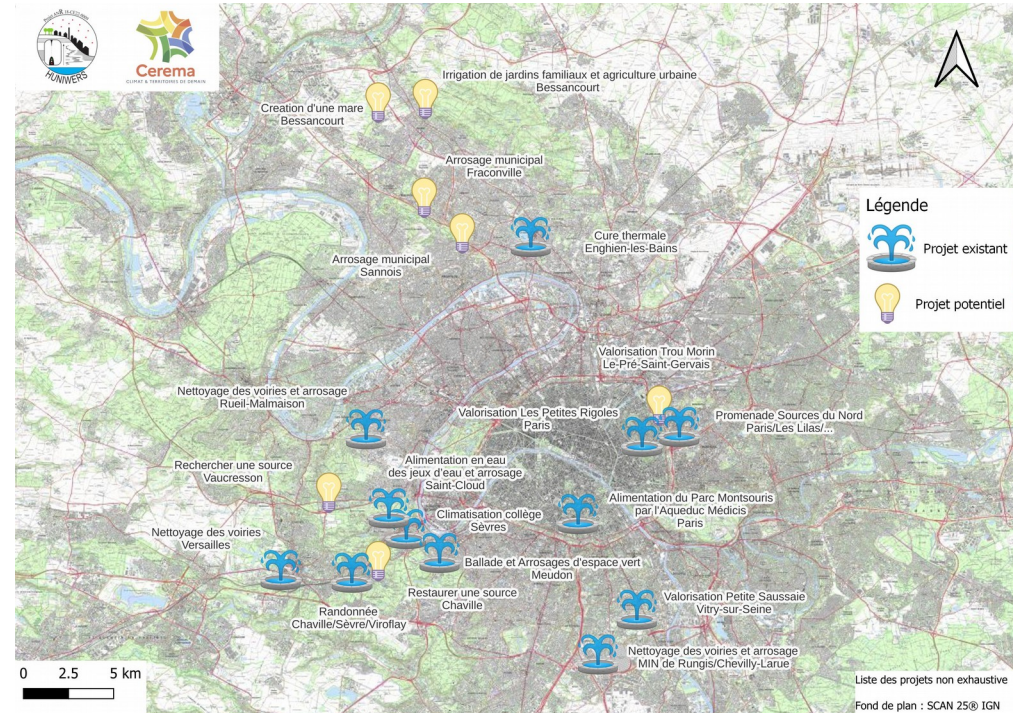 HUNIWERS
Cerema
CLIMAT & TERRITOIRES DE DEMAIN
Irrigation de jardins familiaux et agriculture urbaine
Bessancourt
Creation d'une mare
Bessancourt
Arrosage municipal
Fraconville
Légende
Projet existant
Projet potentiel
Cure thermale
Enghien-les-Bains
Arrosage municipal
Sannois
Valorisation Trou Morin
Le-Pré-Saint-Gervais
Nettoyage des voiries et arrosage
Rueil-Malmaison
Valorisation Les Petites Rigoles
Paris
Promenade Sources du Nord
Paris/Les Lilas/...
Alimentation en eau
des jeux d'eau et arrosage
Saint-Cloud
Rechercher une source
Vaucresson
Alimentation du Parc Montsouris
par l'Aqueduc Médicis
Paris
Climatisation collège
Sèvres
Nettoyage des voiries
Versailles
Ballade et Arrosages d'espace vert
Meudon
Restaurer une source
Chaville
Valorisation Petite Saussaie
Vitry-sur-Seine
Randonnée
Chaville/Sèvre/Viroflay
Nettoyage des voiries et arrosage
MIN de Rungis/Chevilly-Larue
0 2.5 5 km
Liste des projets non exhaustive
Fond de plan : SCAN 25® IGN